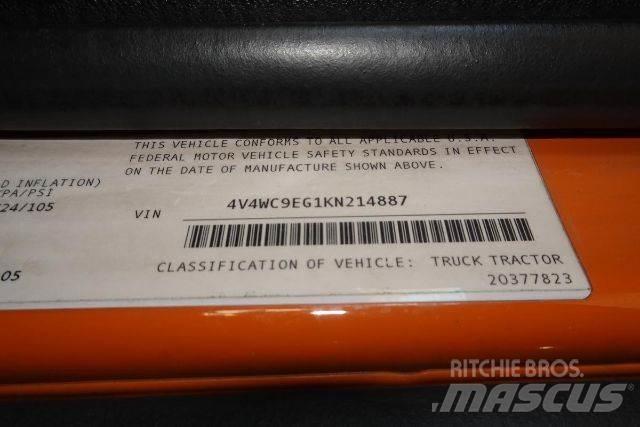 THIS VEHICLE CONFORMS TO ALL APPLICABLE U.S.A.
FEDERAL MOTOR VEHICLE SAFETY STANDARDS IN EFFECT
ON THE DATE OF MANUFACTURE SHOWN ABOVE.
D INFLATION)
PA/PSI
24/105
VIN 4V4WC9EG1KN214887
CLASSIFICATION OF VEHICLE: TRUCK TRACTOR
05
20377823
RITCHIE BROS.
MASCUS